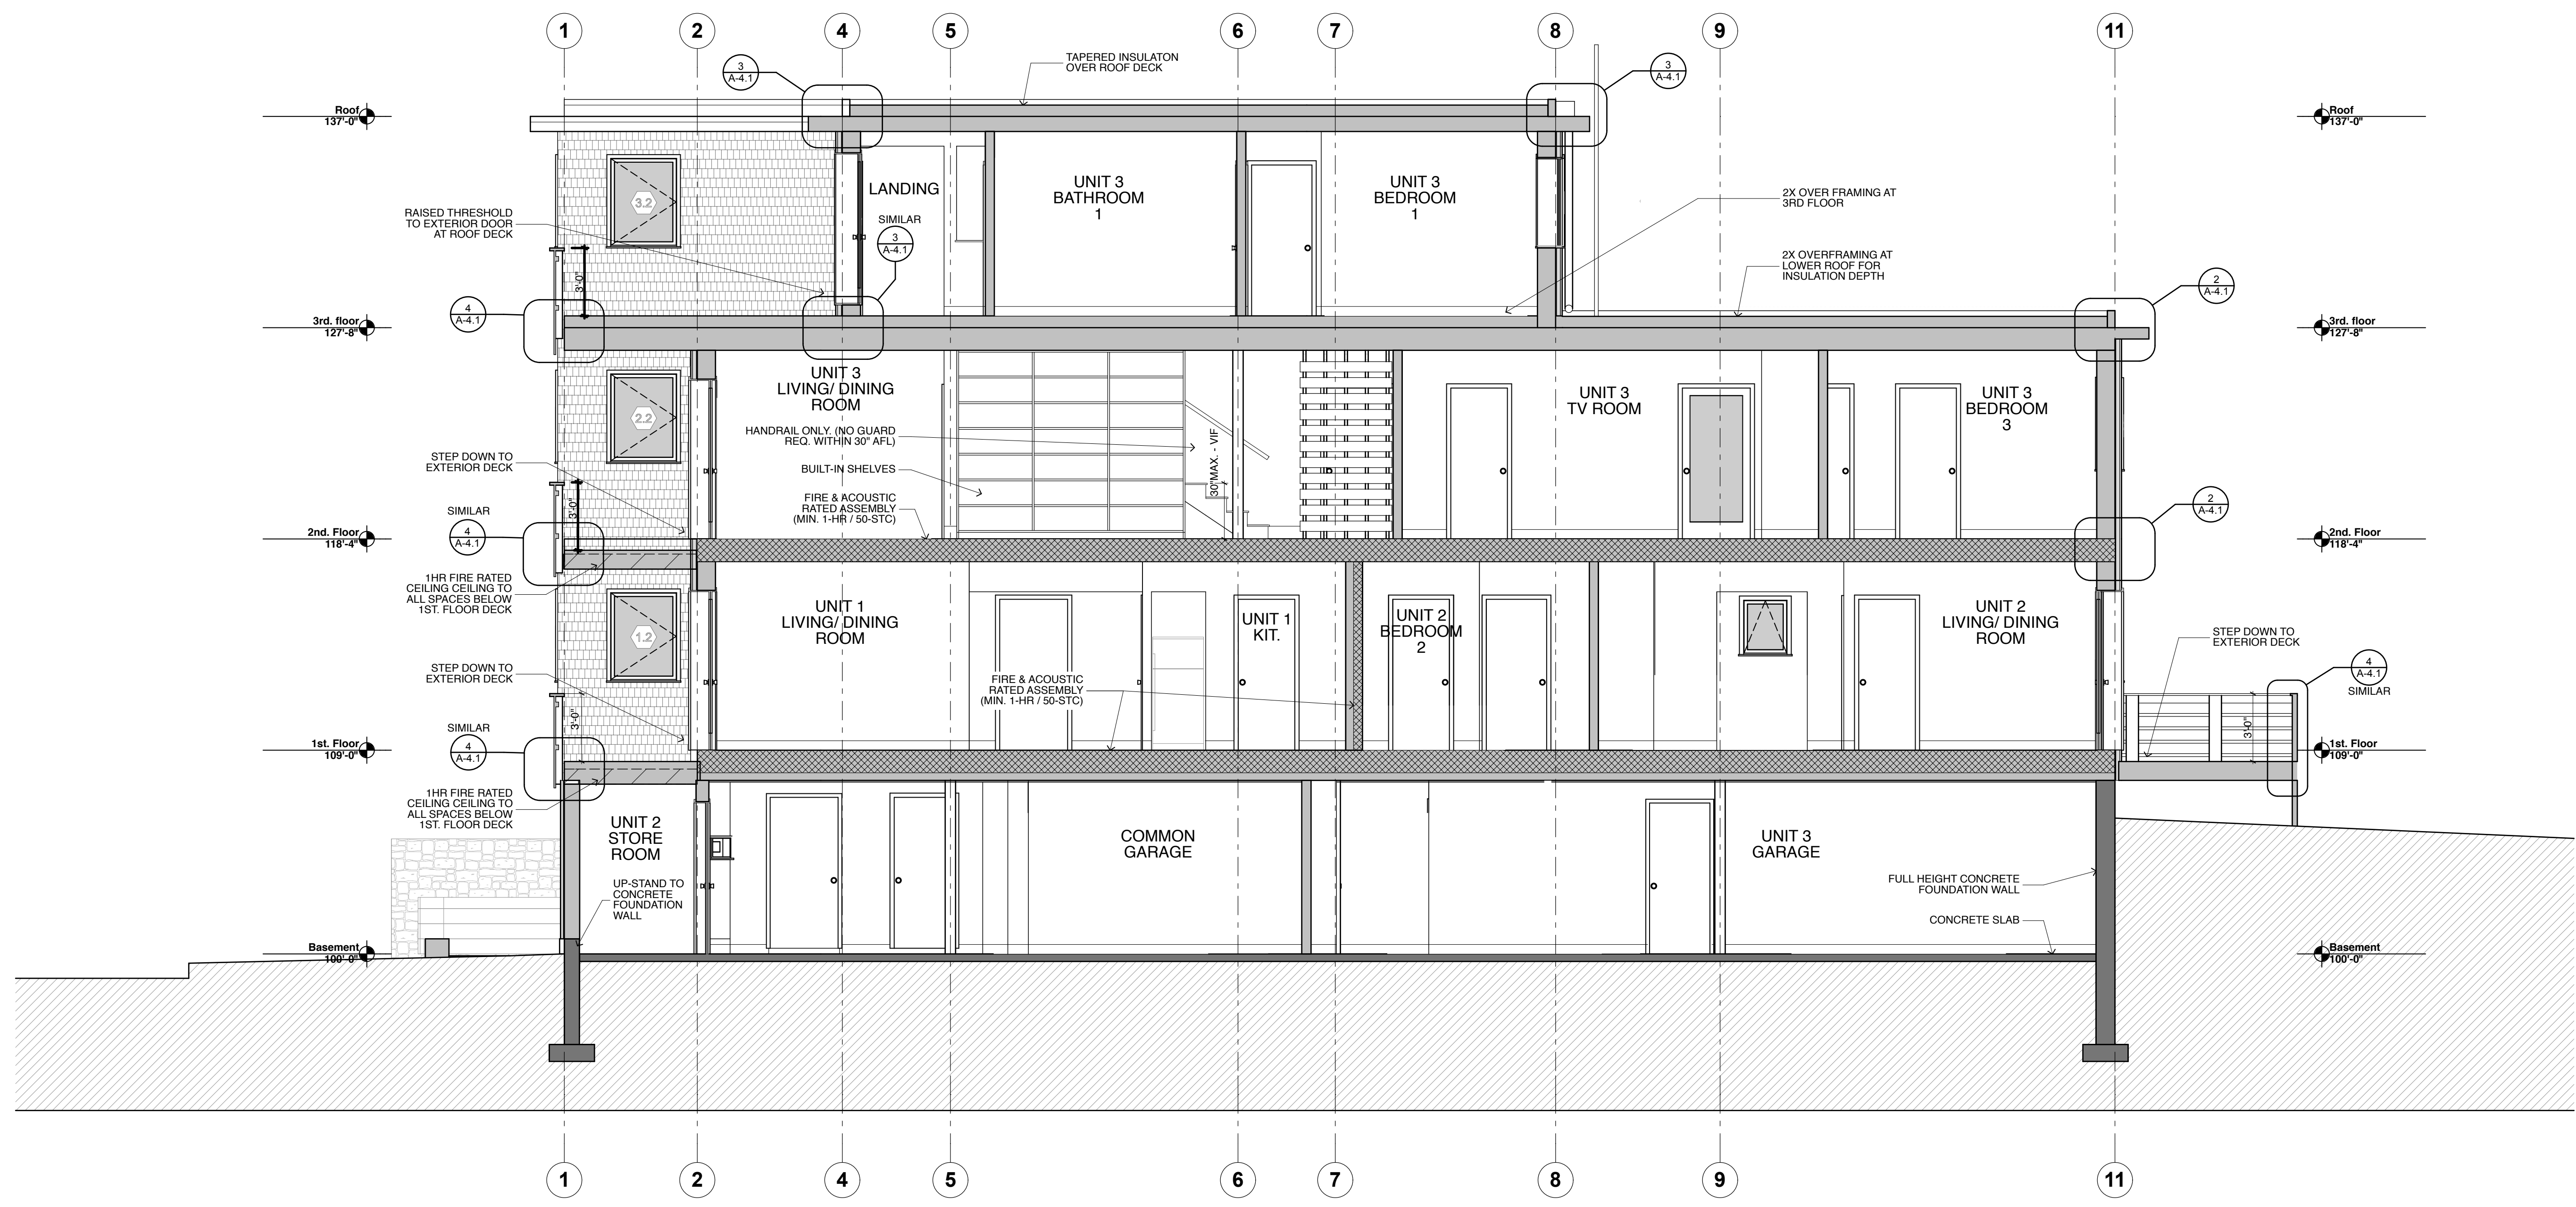 1 2 4 5 6 7 8 9 11
3
A-4.1
TAPERED INSULATON
OVER ROOF DECK
3
A-4.1
Roof
137'-0"
Roof
137'-0"
3.2
LANDING
UNIT 3
BATHROOM
1
UNIT 3
BEDROOM
1
2X OVER FRAMING AT
3RD FLOOR
RAISED THRESHOLD
TO EXTERIOR DOOR
AT ROOF DECK
SIMILAR
3
A-4.1
2X OVERFRAMING AT
LOWER ROOF FOR
INSULATION DEPTH
3'-0"
2
A-4.1
4
A-4.1
3rd. floor
127'-8"
3rd. floor
127'-8"
2.2
UNIT 3
LIVING/ DINING
ROOM
UNIT 3
TV ROOM
UNIT 3
BEDROOM
3
HANDRAIL ONLY. (NO GUARD
REQ. WITHIN 30" AFL)
30"MAX. - VIF
STEP DOWN TO
EXTERIOR DECK
BUILT-IN SHELVES
FIRE & ACOUSTIC
RATED ASSEMBLY
(MIN. 1-HR / 50-STC)
3'-0"
SIMILAR
4
A-4.1
2
A-4.1
2nd. Floor
118'-4"
2nd. Floor
118'-4"
1HR FIRE RATED
CEILING CEILING TO
ALL SPACES BELOW
1ST. FLOOR DECK
1.2
UNIT 1
LIVING/ DINING
ROOM
UNIT 1
KIT.
UNIT 2
BEDROOM
2
UNIT 2
LIVING/ DINING
ROOM
STEP DOWN TO
EXTERIOR DECK
STEP DOWN TO
EXTERIOR DECK
4
A-4.1
SIMILAR
FIRE & ACOUSTIC
RATED ASSEMBLY
(MIN. 1-HR / 50-STC)
3'-0"
3'-0"
SIMILAR
4
A-4.1
1st. Floor
109'-0"
1st. Floor
109'-0"
1HR FIRE RATED
CEILING CEILING TO
ALL SPACES BELOW
1ST. FLOOR DECK
UNIT 2
STORE
ROOM
COMMON
GARAGE
UNIT 3
GARAGE
UP-STAND TO
CONCRETE
FOUNDATION
WALL
FULL HEIGHT CONCRETE
FOUNDATION WALL
CONCRETE SLAB
Basement
100'-0"
Basement
100'-0"
1 2 4 5 6 7 8 9 11